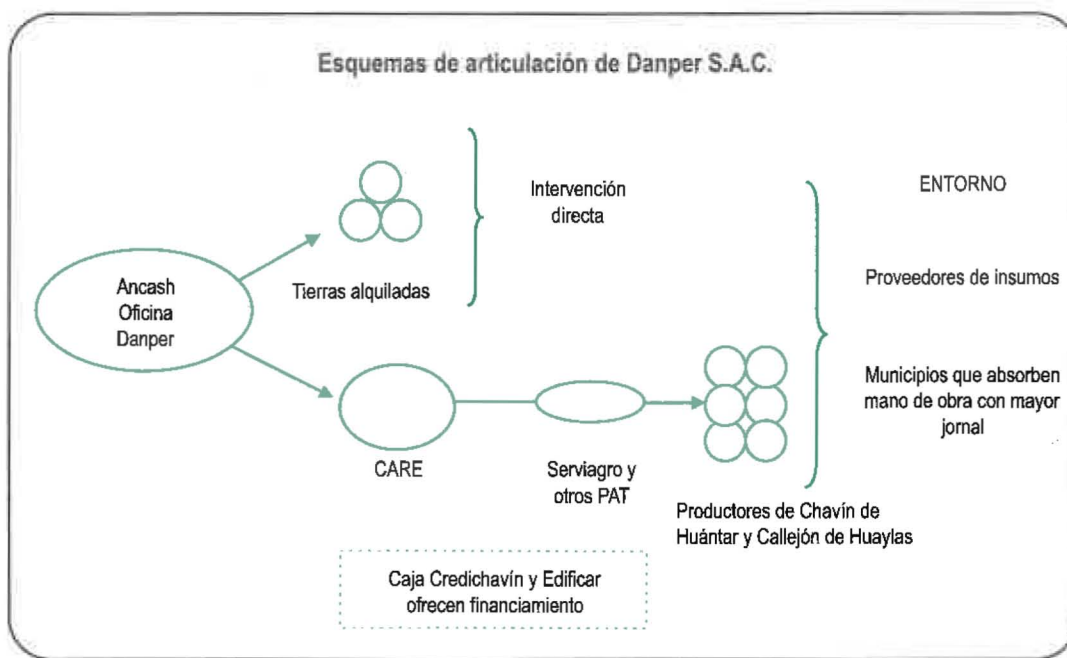 Esquemas de articulación de Danper S.A.C.
Ancash
Oficina
Danper
Tierras alquiladas
Intervención
directa
CARE
Serviagro y
otros PAT
Productores de Chavín de
Huántar y Callejón de Huaylas
ENTORNO
Proveedores de insumos
Municipios que absorben
mano de obra con mayor
jornal
Caja Credichavín y Edificar
ofrecen financiamiento